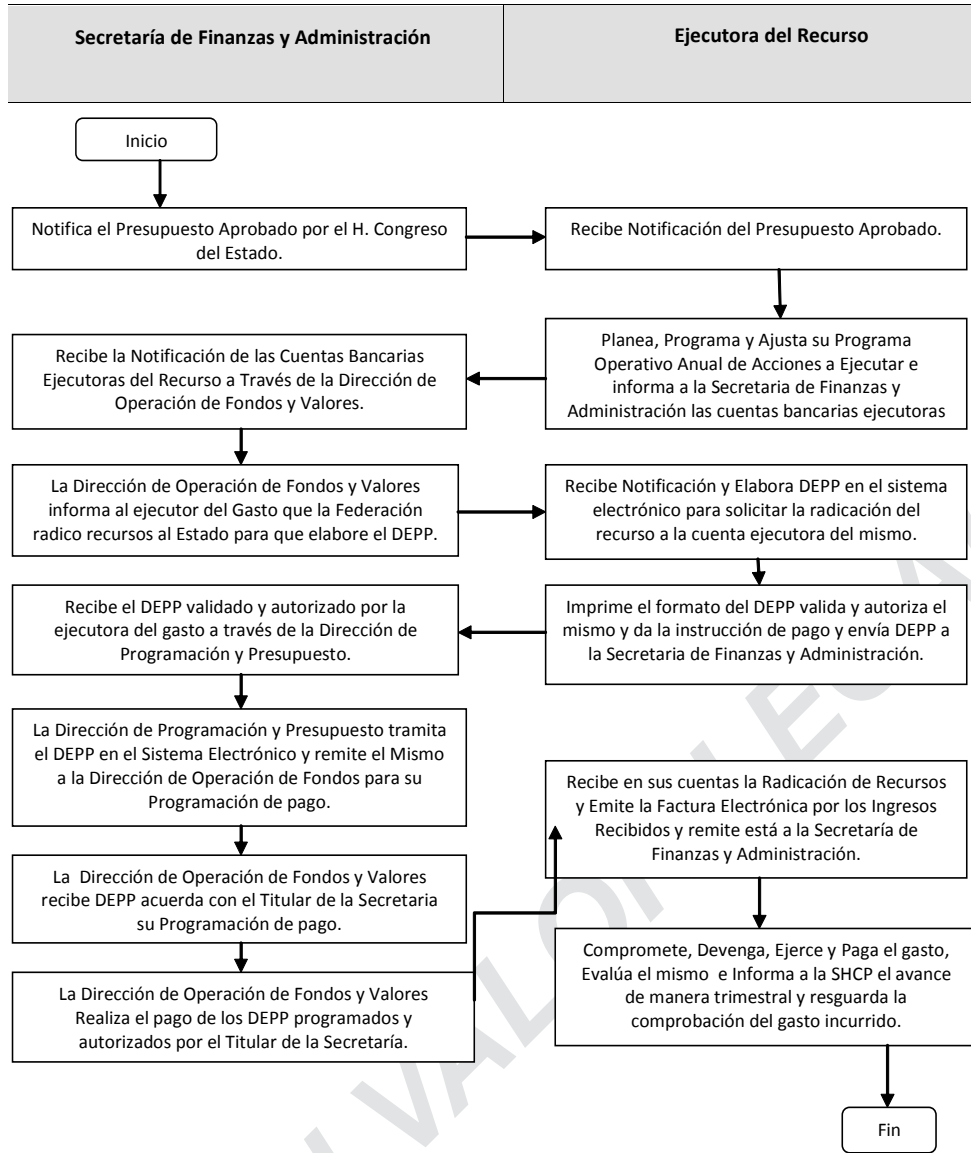 Secretaría de Finanzas y Administración
Ejecutora del Recurso
Inicio
Notifica el Presupuesto Aprobado por el H. Congreso
del Estado.
Recibe Notificación del Presupuesto Aprobado.
Planea, Programa y Ajusta su Programa
Operativo Anual de Acciones a Ejecutar e
informa a la Secretaria de Finanzas y
Administración las cuentas bancarias ejecutoras
Recibe la Notificación de las Cuentas Bancarias
Ejecutoras del Recurso a Través de la Dirección de
Operación de Fondos y Valores.
La Dirección de Operación de Fondos y Valores
informa al ejecutor del Gasto que la Federación
radico recursos al Estado para que elabore el DEPP.
Recibe Notificación y Elabora DEPP en el sistema
electrónico para solicitar la radicación del
recurso a la cuenta ejecutora del mismo.
Imprime el formato del DEPP valida y autoriza el
mismo y da la instrucción de pago y envía DEPP a
la Secretaria de Finanzas y Administración.
Recibe el DEPP validado y autorizado por la
ejecutora del gasto a través de la Dirección de
Programación y Presupuesto.
La Dirección de Programación y Presupuesto tramita
el DEPP en el Sistema Electrónico y remite el Mismo
a la Dirección de Operación de Fondos para su
Programación de pago.
La Dirección de Operación de Fondos y Valores
recibe DEPP acuerda con el Titular de la Secretaria
su Programación de pago.
La Dirección de Operación de Fondos y Valores
Realiza el pago de los DEPP programados y
autorizados por el Titular de la Secretaría.
Recibe en sus cuentas la Radicación de Recursos
y Emite la Factura Electrónica por los Ingresos
Recibidos y remite está a la Secretaría de
Finanzas y Administración.
Compromete, Devenga, Ejerce y Paga el gasto,
Evalúa el mismo e Informa a la SHCP el avance
de manera trimestral y resguarda la
comprobación del gasto incurrido.
Fin
VALOR